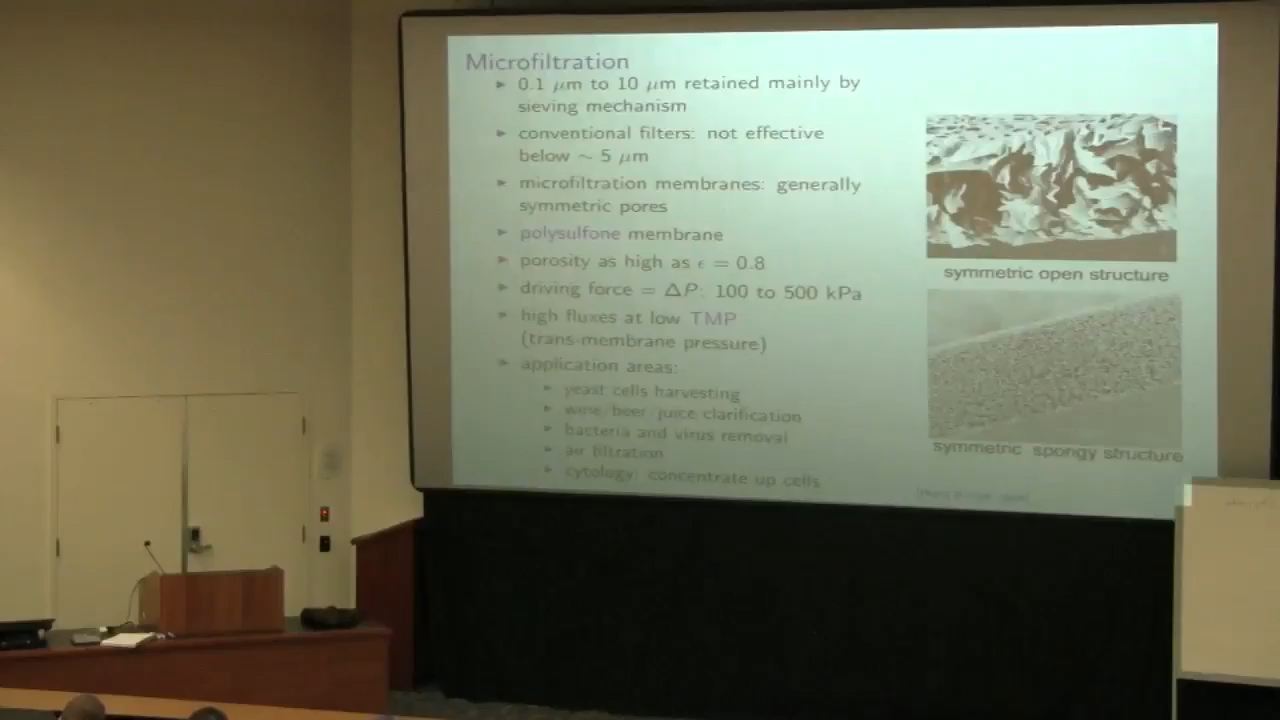 Microfiltration
▸ 0.1 μm to 10 μm retained mainly by
sieving mechanism
▸ conventional filters: not effective
below ∼ 5 μm
▸ microfiltration membranes: generally
symmetric pores
▸ polysulfone membrane
▸ porosity as high as ϵ = 0.8
▸ driving force = ΔP: 100 to 500 kPa
▸ high fluxes at low TMP
(trans-membrane pressure)
▸ application areas:
▸ yeast cells harvesting
▸ wine/beer/juice clarification
▸ bacteria and virus removal
▸ air filtration
▸ cytology: concentrate up cells
symmetric open structure
symmetric spongy structure